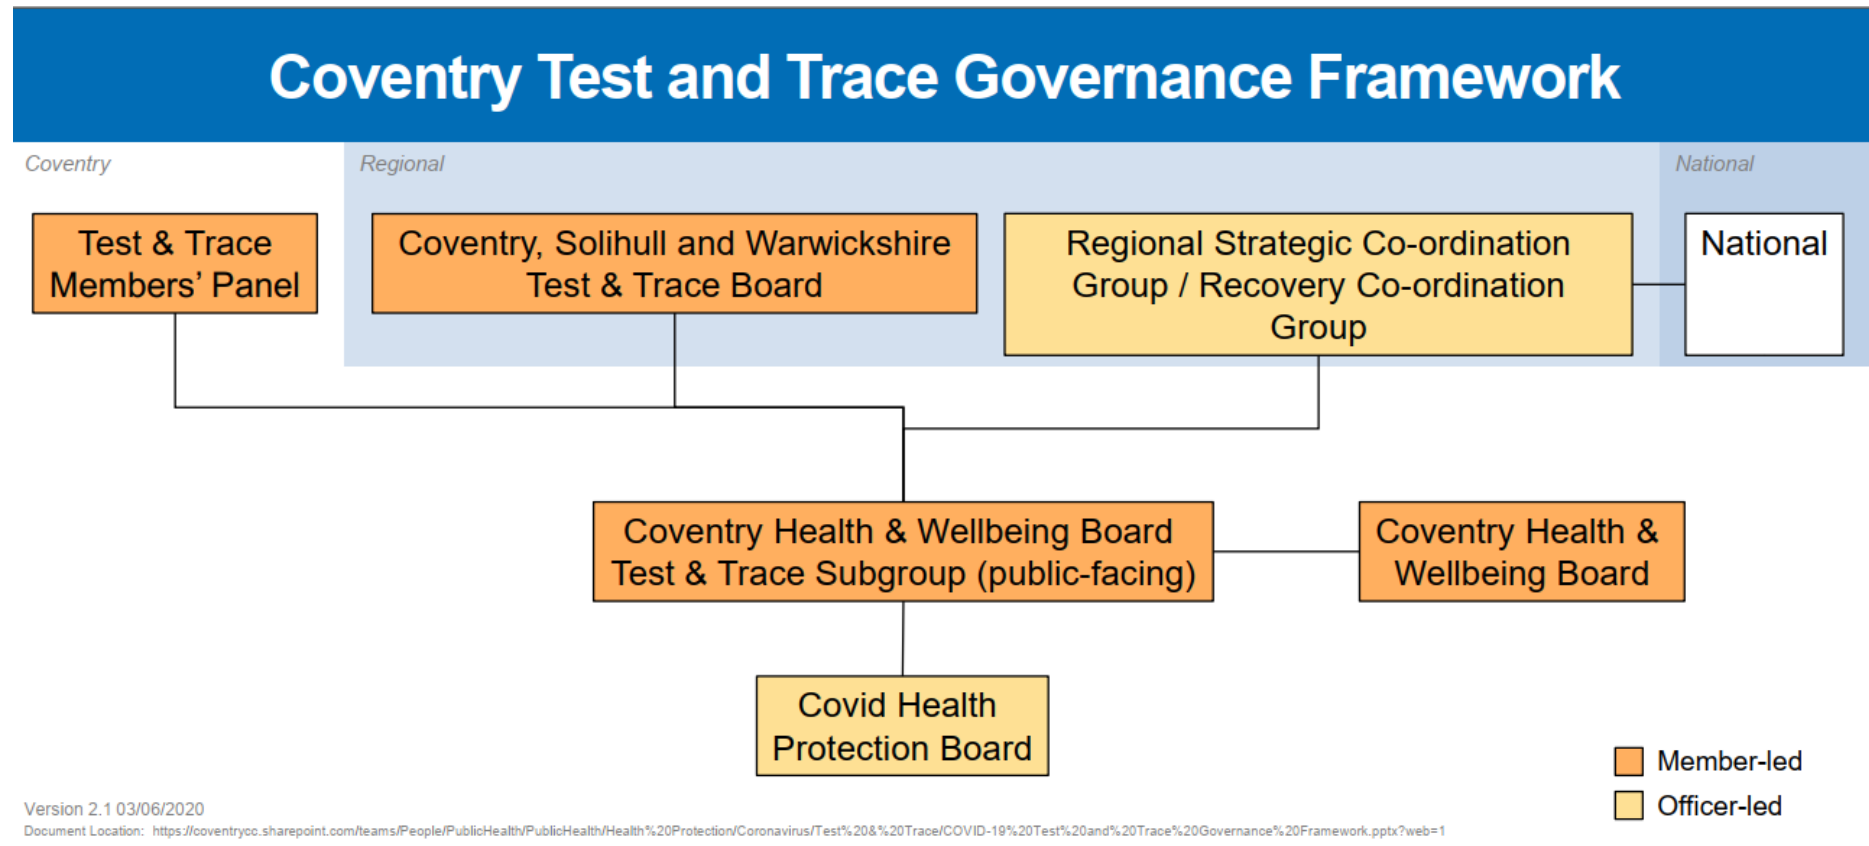 Coventry Test and Trace Governance Framework
Coventry
Regional
National
Test & Trace
Members’ Panel
Coventry, Solihull and Warwickshire
Test & Trace Board
Regional Strategic Co-ordination
Group / Recovery Co-ordination
Group
National
Coventry Health & Wellbeing Board
Test & Trace Subgroup (public-facing)
Coventry Health &
Wellbeing Board
Covid Health
Protection Board
Member-led
Officer-led
Version 2.1 03/06/2020
Document Location: https://coventrycc.sharepoint.com/teams/People/PublicHealth/PublicHealth/Health%20Protection/Coronavirus/Test%20&%20Trace/COVID-19%20Test%20and%20Trace%20Governance%20Framework.pptx?web=1